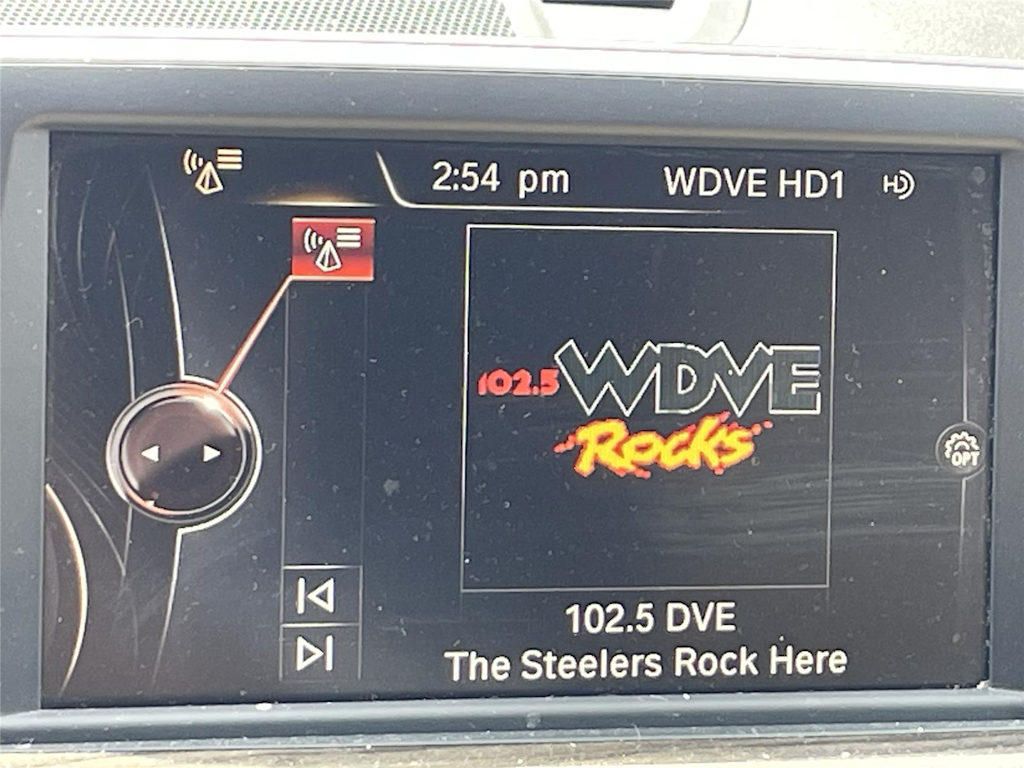 2:54 pm WDVE HD1 HD
102.5 WDVE
Rocks
OPT
102.5 DVE
The Steelers Rock Here